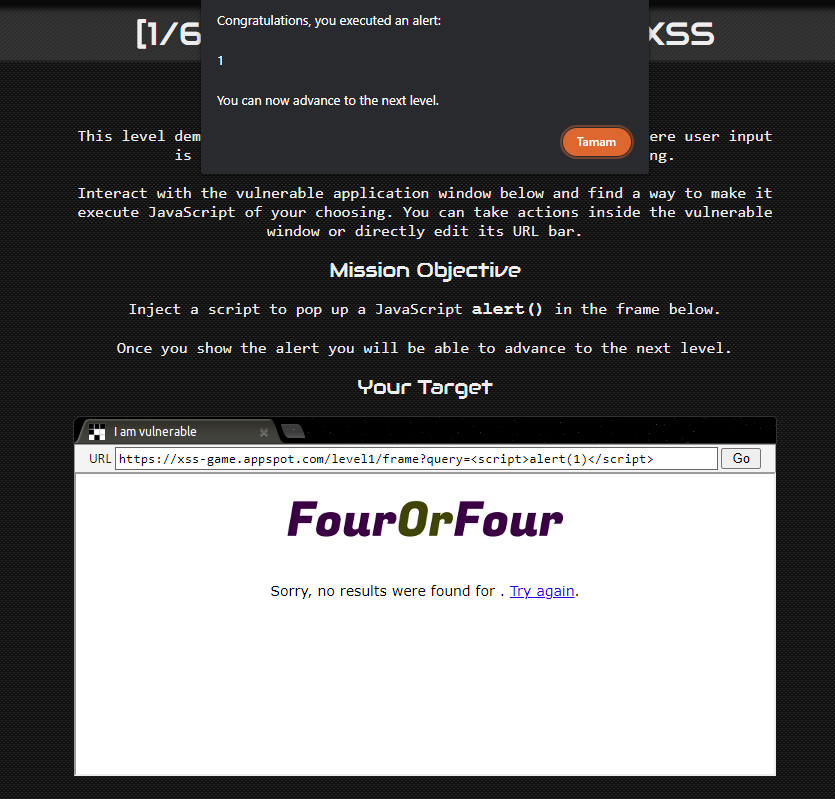 Congratulations, you executed an alert:
1
You can now advance to the next level.
Tamam
[1/6 XSS
This level dem ere user input
is ng.
Interact with the vulnerable application window below and find a way to make it
execute JavaScript of your choosing. You can take actions inside the vulnerable
window or directly edit its URL bar.
Mission Objective
Inject a script to pop up a JavaScript alert() in the frame below.
Once you show the alert you will be able to advance to the next level.
Your Target
I am vulnerable
URL https://xss-game.appspot.com/level1/frame?query=<script>alert(1)</script> Go
FourOrFour
Sorry, no results were found for . Try again.